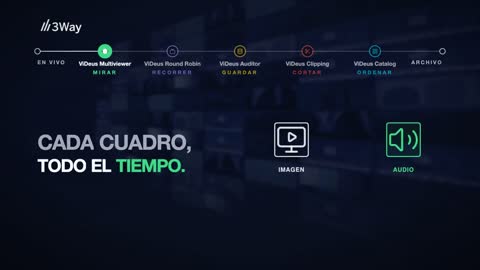 3Way
EN VIVO
ViDeus Multiviewer
MIRAR
ViDeus Round Robin
RECORRER
ViDeus Auditor
GUARDAR
ViDeus Clipping
CORTAR
ViDeus Catalog
ORDENAR
ARCHIVO
CADA CUADRO,
TODO EL TIEMPO.
IMAGEN
AUDIO